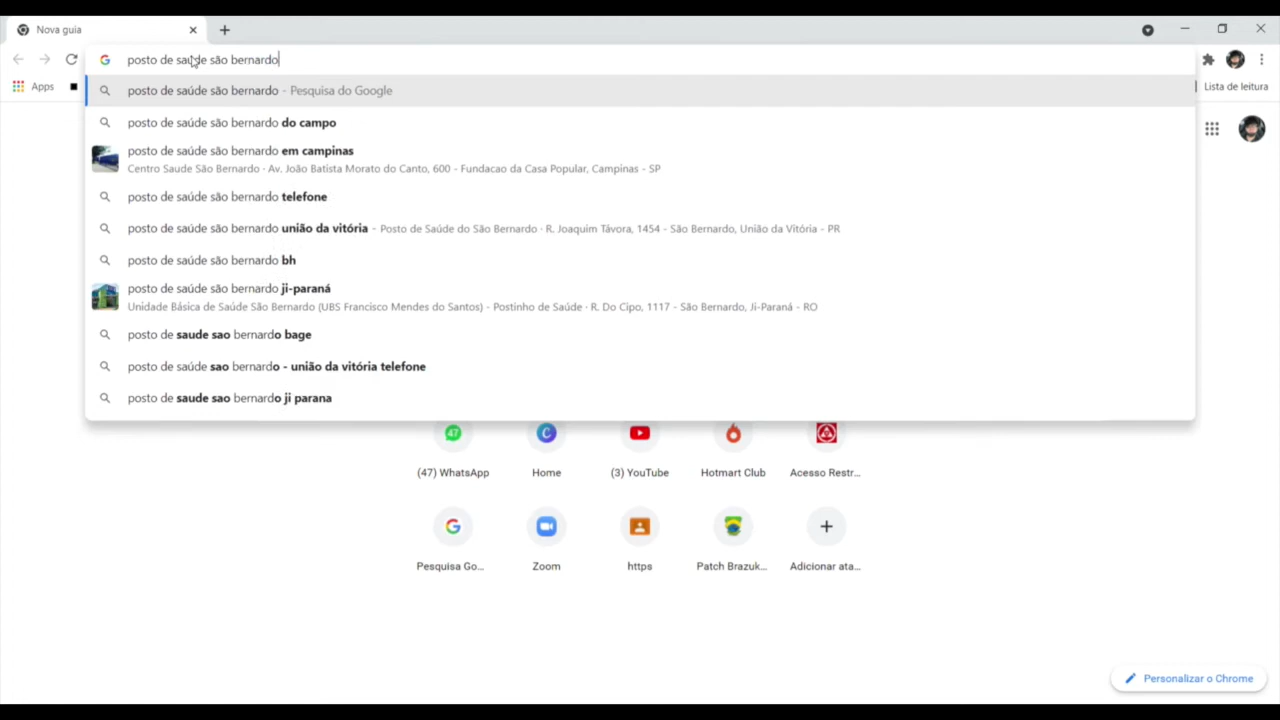 Nova guia
posto de saúde são bernardo
Apps
Lista de leitura
posto de saúde são bernardo - Pesquisa do Google
posto de saúde são bernardo do campo
posto de saúde são bernardo em campinas
Centro Saude São Bernardo · Av. João Batista Morato do Canto, 600 - Fundacao da Casa Popular, Campinas - SP
posto de saúde são bernardo telefone
posto de saúde são bernardo união da vitória - Posto de Saúde do São Bernardo · R. Joaquim Távora, 1454 - São Bernardo, União da Vitória - PR
posto de saúde são bernardo bh
posto de saúde são bernardo ji-paraná
Unidade Básica de Saúde São Bernardo (UBS Francisco Mendes do Santos) - Postinho de Saúde · R. Do Cipo, 1117 - São Bernardo, Ji-Paraná - RO
posto de saude sao bernardo bage
posto de saúde sao bernardo - união da vitória telefone
posto de saude sao bernardo ji parana
47
(47) WhatsApp
Home
(3) YouTube
Hotmart Club
Acesso Restr...
Pesquisa Go...
Zoom
https
Patch Brazuk...
Adicionar ata...
Personalizar o Chrome